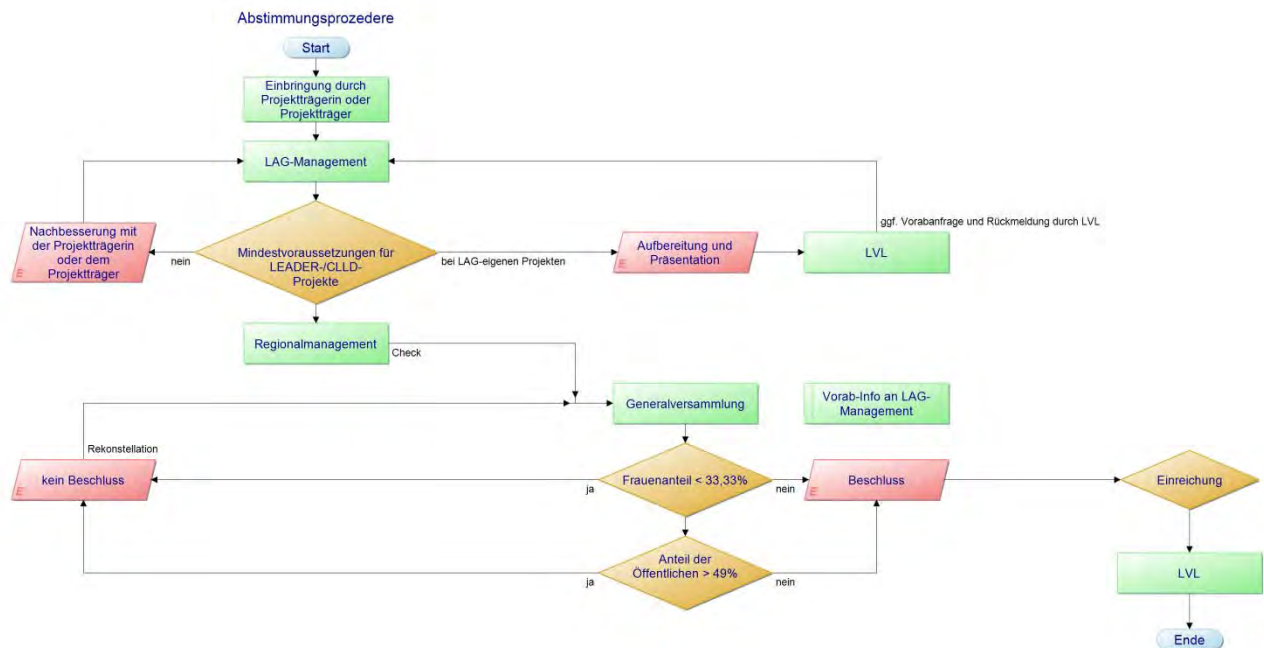 Abstimmungsprozedere
Start
Einbringung durch
Projektträgerin oder
Projektträger
LAG-Management
ggf. Vorabanfrage und Rückmeldung durch LVL
Nachbesserung mit
der Projektträgerin
oder dem
Projektträger
E
nein
Mindestvoraussetzungen für
LEADER-/CLLD-
Projekte
bei LAG-eigenen Projekten
Aufbereitung und
Präsentation
E
LVL
Regionalmanagement
Check
Generalversammlung
Vorab-Info an LAG-
Management
Rekonstellation
kein Beschluss
E
ja
Frauenanteil < 33,33%
nein
Beschluss
E
Einreichung
ja
Anteil der
Öffentlichen > 49%
nein
LVL
Ende